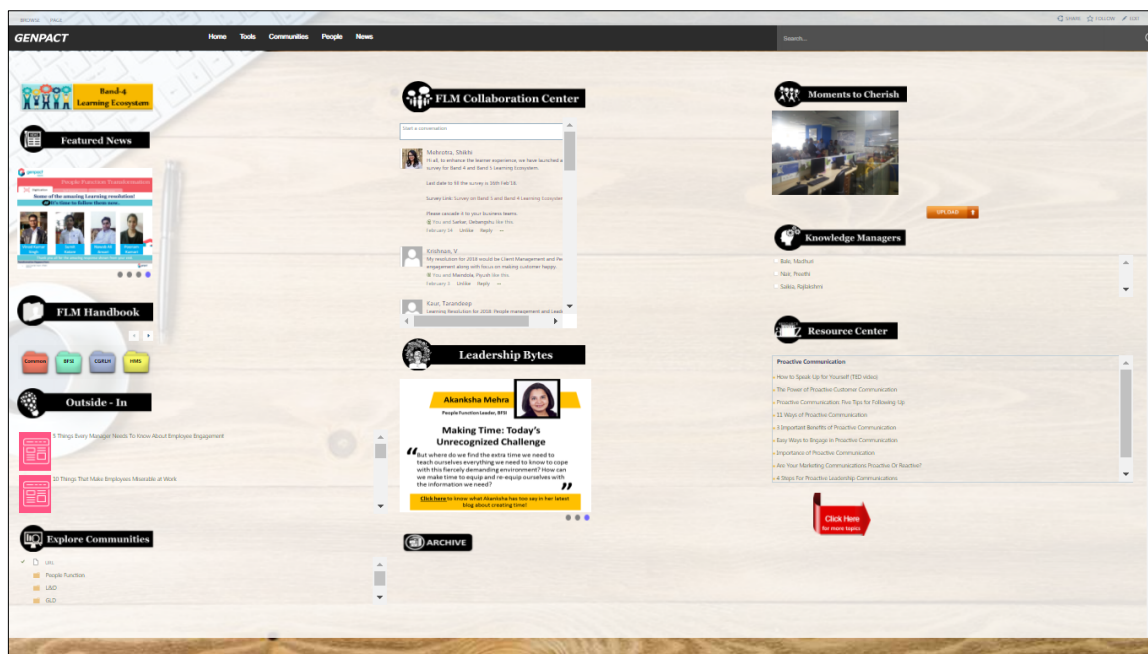 BROWSE PAGE
SHARE FOLLOW EDIT
GENPACT
Home Tools Communities People News
Search...
Band-4
Learning Ecosystem
Featured News
genpact
People Function Transformation
Some of the amazing Learning resolution!
It's time to follow them now.
FLM Handbook
Common BFSI CGRLH HMS
Outside - In
5 Things Every Manager Needs To Know About Employee Engagement
10 Things That Make Employees Miserable at Work
Explore Communities
URL
People Function
L&D
GLD
FLM Collaboration Center
Start a conversation
Mehrotra, Shikhi
Hi all, to enhance the learner experience, we have launched a
survey for Band 4 and Band 5 Learning Ecosystem.
Last date to fill the survey is 16th Feb'18.
Survey Link: Survey on Band 5 and Band 4 Learning Ecosystem
Please cascade it to your business teams.
You and Sarkar, Debanjshu like this
February 14 Unlike Reply ...
Krishnan, V
My resolution for 2018 would be Client Management and Pe
engagement along with focus on making customer happy.
You and Mamthia, Piyush like this
February 5 Unlike Reply ...
Kaur, Tarandeep
Learning Resolution for 2018: People management and Lead
Leadership Bytes
Akanksha Mehra
People Function Leader, BFSI
Making Time: Today's
Unrecognized Challenge
“But where do we find the extra time we need to
teach ourselves everything we need to know to cope
with this fiercely demanding environment? How can
we make time to equip and re-equip ourselves with
the information we need? ”
Click here to know what Akanksha has too say in her latest
blog about creating time!
ARCHIVE
Moments to Cherish
UPLOAD
Knowledge Managers
Bale, Madhuri
Nair, Preethi
Saikia, Rajlakshmi
Resource Center
Proactive Communication
How to Speak Up for Yourself (TED video)
The Power of Proactive Customer Communication
Proactive Communication: Five Tips for Following Up
11 Ways of Proactive Communication
3 Important Benefits of Proactive Communication
Easy Ways to Engage in Proactive Communication
Importance of Proactive Communication
Are Your Marketing Communications Proactive Or Reactive?
4 Steps For Proactive Leadership Communications
Click Here
for more topics